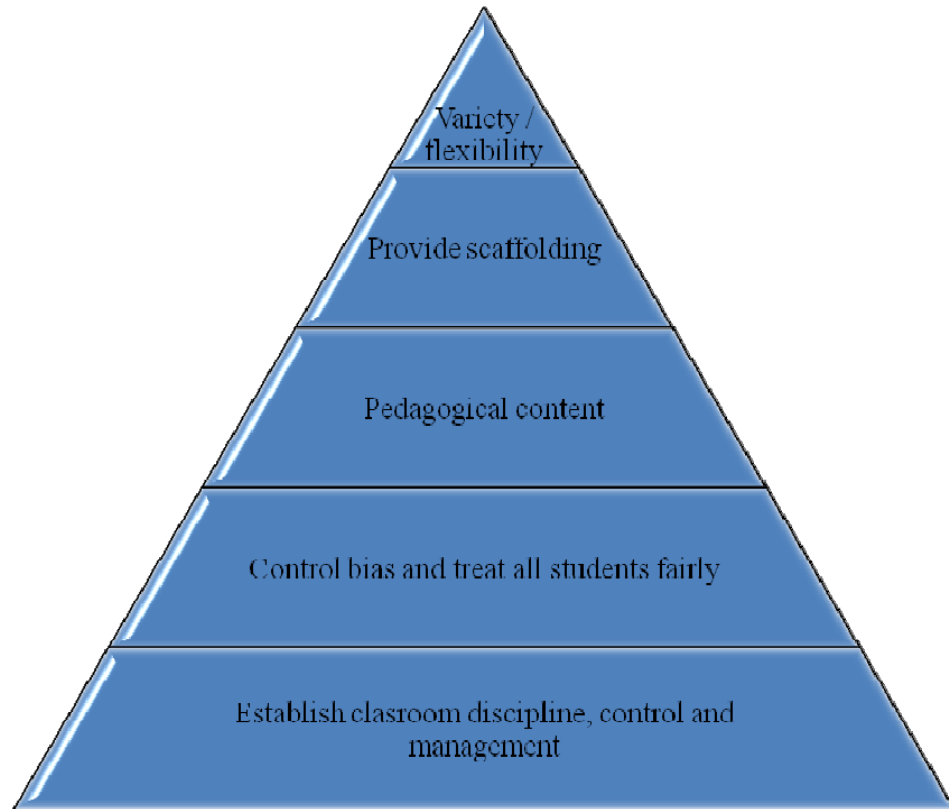 Variety /
flexibility
Provide scaffolding
Pedagogical content
Control bias and treat all students fairly
Establish clasroom discipline, control and
management